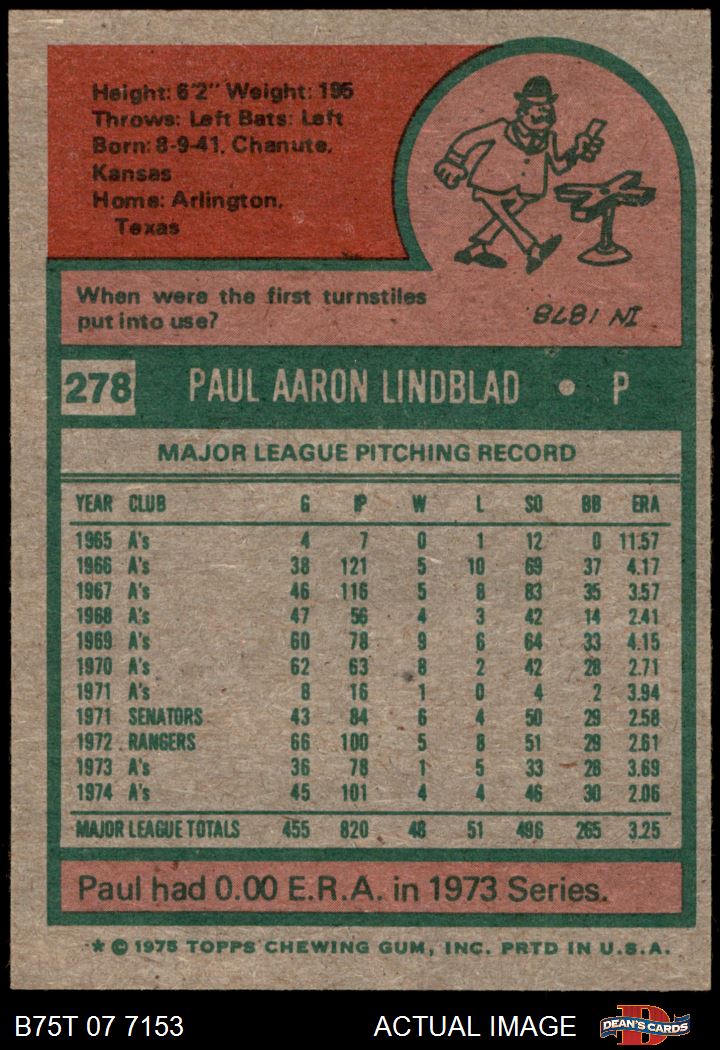 Height: 6'2" Weight: 195
Throws: Left Bats: Left
Born: 8-9-41, Chanute,
Kansas
Home: Arlington,
Texas
When were the first turnstiles
put into use?
IN 1878
278 PAUL AARON LINDBLAD • P
MAJOR LEAGUE PITCHING RECORD
YEAR CLUB G IP W L SO BB ERA
1965 A's 4 7 0 1 12 0 11.57
1966 A's 38 121 5 10 69 37 4.17
1967 A's 46 116 5 8 83 35 3.57
1968 A's 47 56 4 3 42 14 2.41
1969 A's 60 78 9 6 64 33 4.15
1970 A's 62 63 8 2 42 28 2.71
1971 A's 8 16 1 0 4 2 3.94
1971 SENATORS 43 84 6 4 50 29 2.58
1972 RANGERS 66 100 5 8 51 29 2.61
1973 A's 36 78 1 5 33 28 3.69
1974 A's 45 101 4 4 46 30 2.06
MAJOR LEAGUE TOTALS 455 820 48 51 496 265 3.25
Paul had 0.00 E.R.A. in 1973 Series.
* © 1975 TOPPS CHEWING GUM, INC. PRTD IN U.S.A.
B75T 07 7153 ACTUAL IMAGE D DEAN'S CARDS